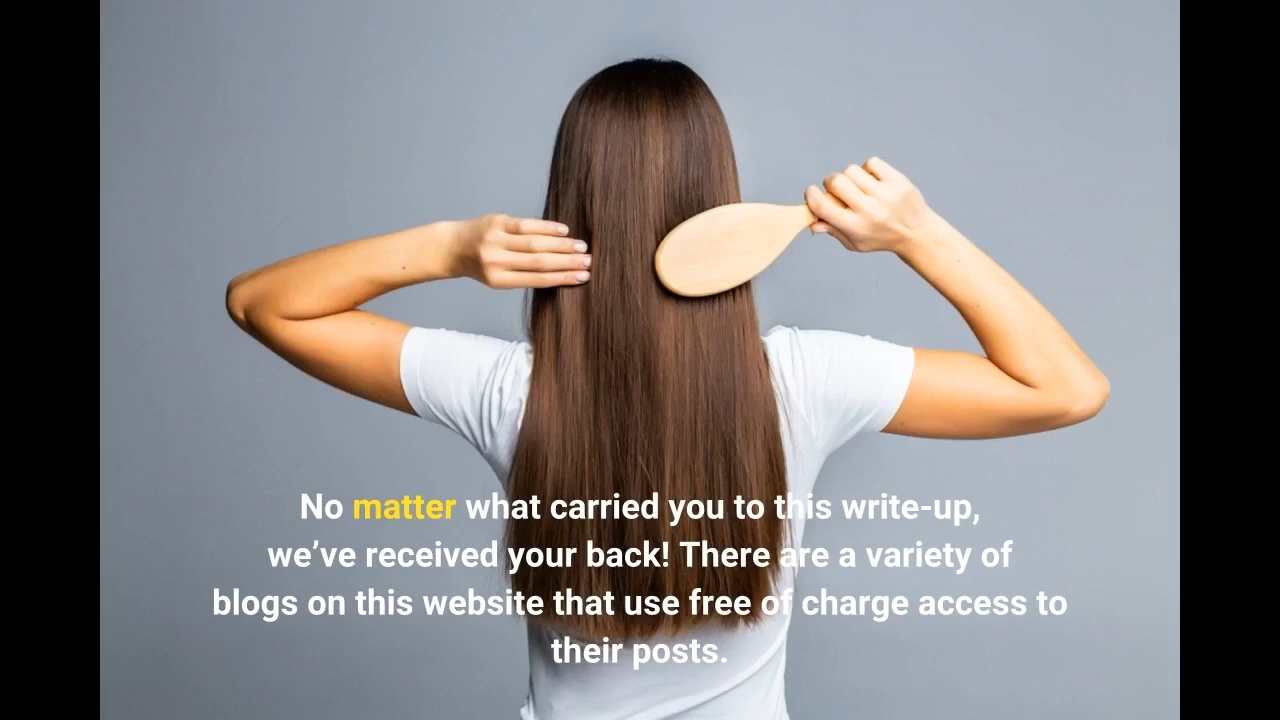 No matter what carried you to this write-up,
we’ve received your back! There are a variety of
blogs on this website that use free of charge access to
their posts.